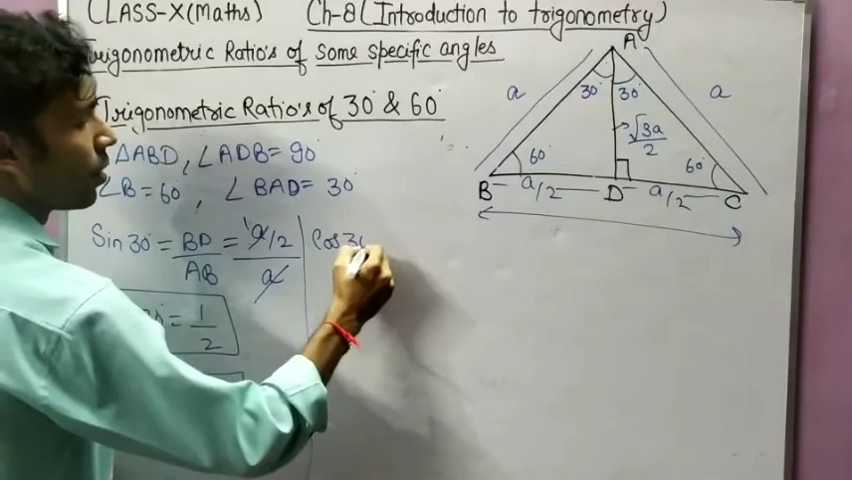 CLASS-X(Maths) Ch-8(Introduction to trigonometry)
Trigonometric Ratio's of Some specific angles
Trigonometric Ratio's of 30° & 60°
ΔABD, ∠ADB = 90°
∠B = 60°, ∠BAD = 30°
Sin 30° = BD/AB = a/2/a
= 1/2
Cos 30
A
30° 30°
a a
√3a/2
60° 60°
B a/2 D a/2 C